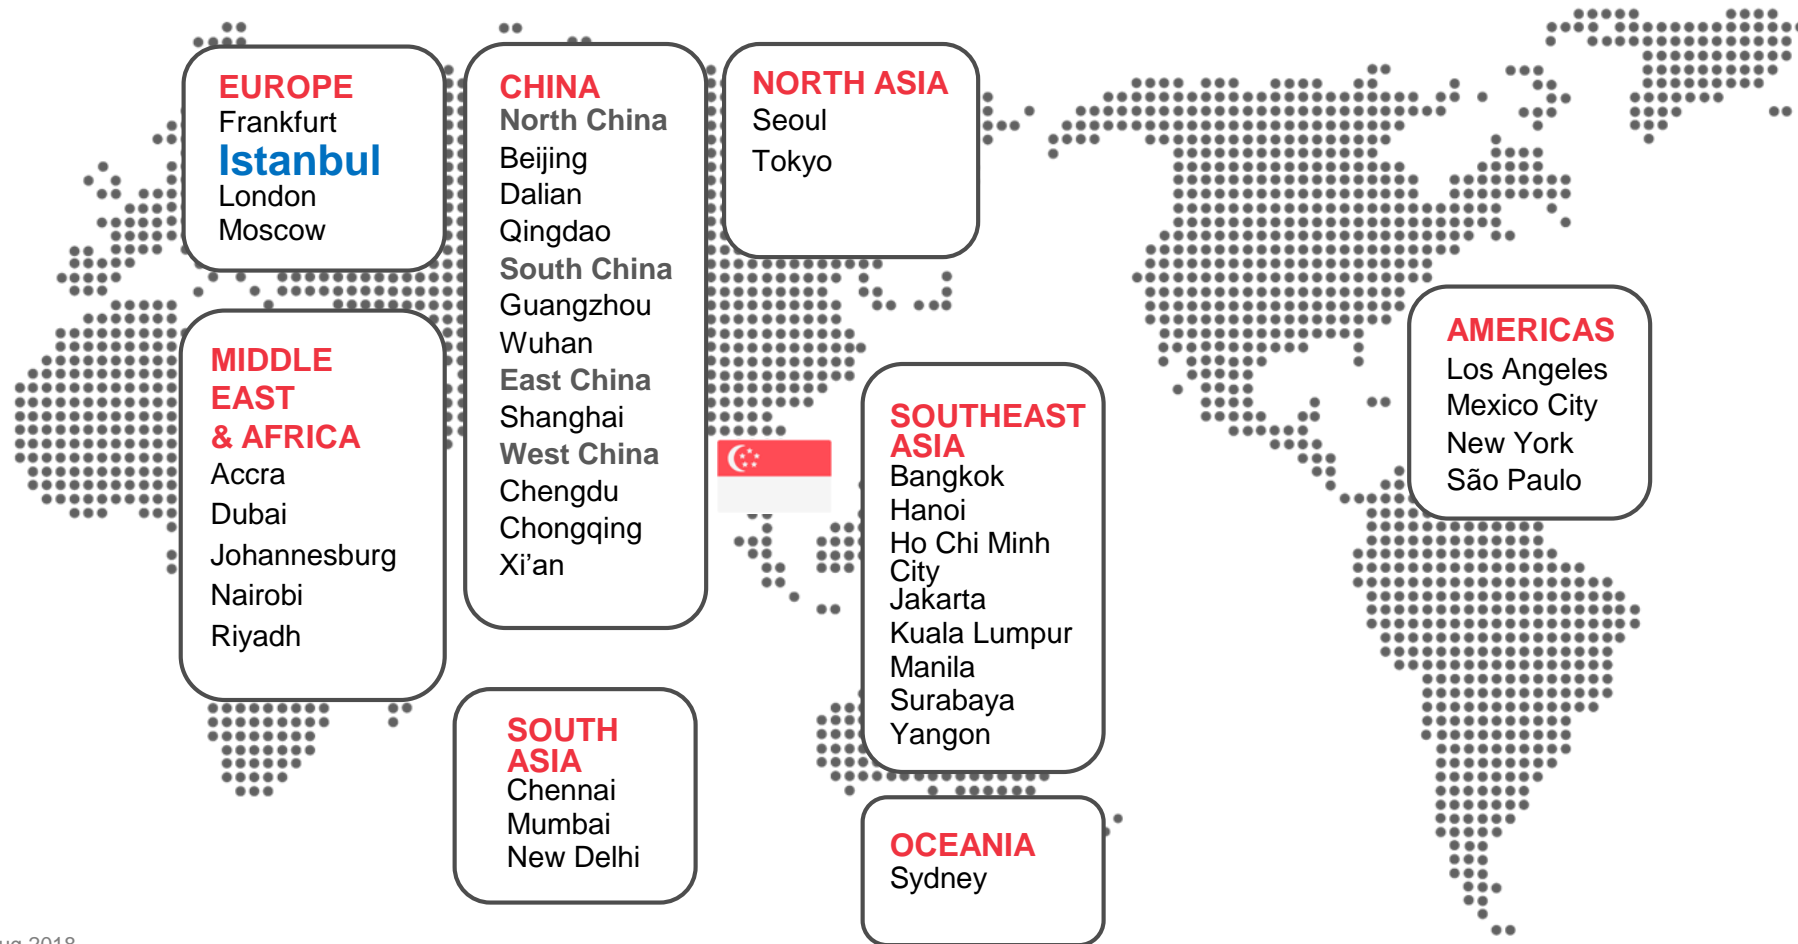 EUROPE
Frankfurt
Istanbul
London
Moscow
CHINA
North China
Beijing
Dalian
Qingdao
South China
Guangzhou
Wuhan
East China
Shanghai
West China
Chengdu
Chongqing
Xi’an
NORTH ASIA
Seoul
Tokyo
MIDDLE
EAST
& AFRICA
Accra
Dubai
Johannesburg
Nairobi
Riyadh
SOUTHEAST
ASIA
Bangkok
Hanoi
Ho Chi Minh
City
Jakarta
Kuala Lumpur
Manila
Surabaya
Yangon
AMERICAS
Los Angeles
Mexico City
New York
São Paulo
SOUTH
ASIA
Chennai
Mumbai
New Delhi
OCEANIA
Sydney
2018